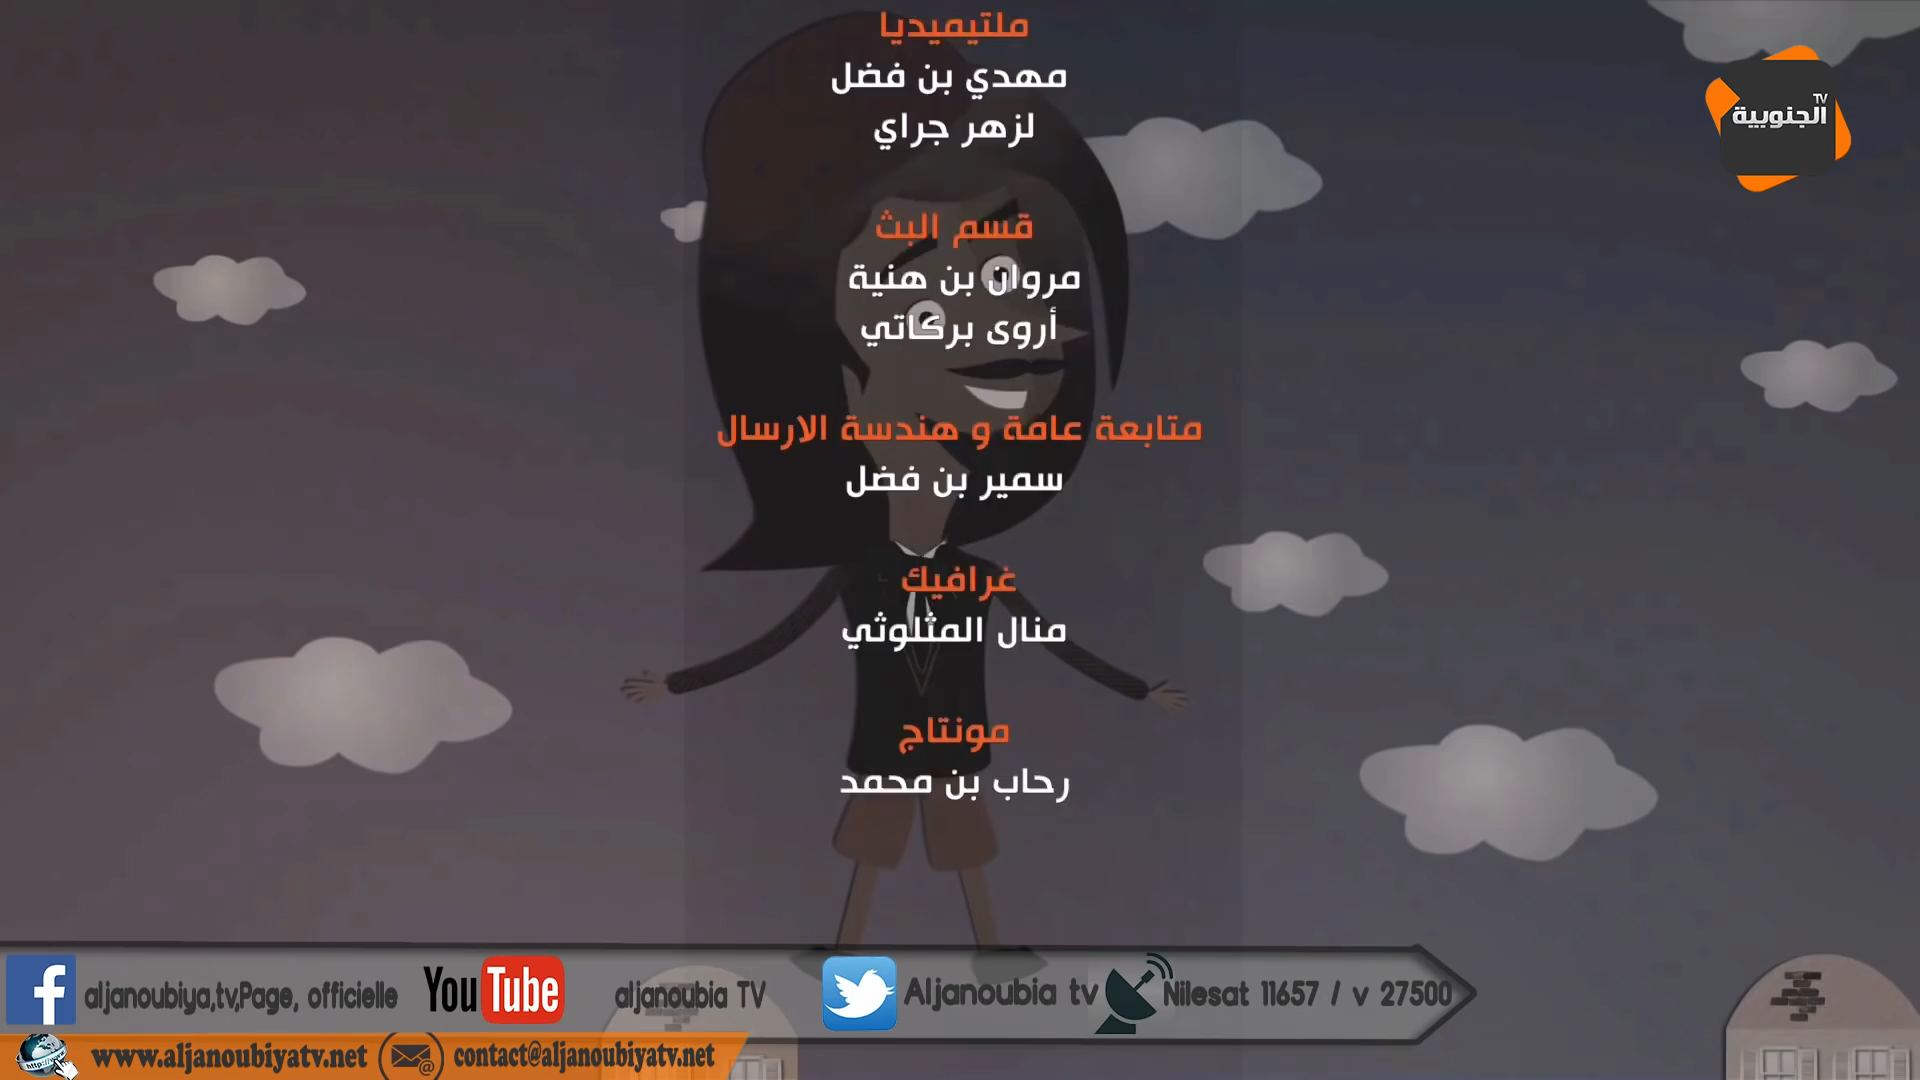 ملتيميديا
مهدي بن فضل
لزهر جراي
TV
الجنوبية
قسم البث
مروان بن هنية
أروى بركاتي
متابعة عامة و هندسة الارسال
سمير بن فضل
غرافيك
منال المثلوثي
مونتاج
رحاب بن محمد
f aljanoubiya,tv,Page, officielle YouTube aljanoubia TV Aljanoubia tv Nilesat 11657 / v 27500
http:// www.aljanoubiyatv.net @ contact@aljanoubiyatv.net